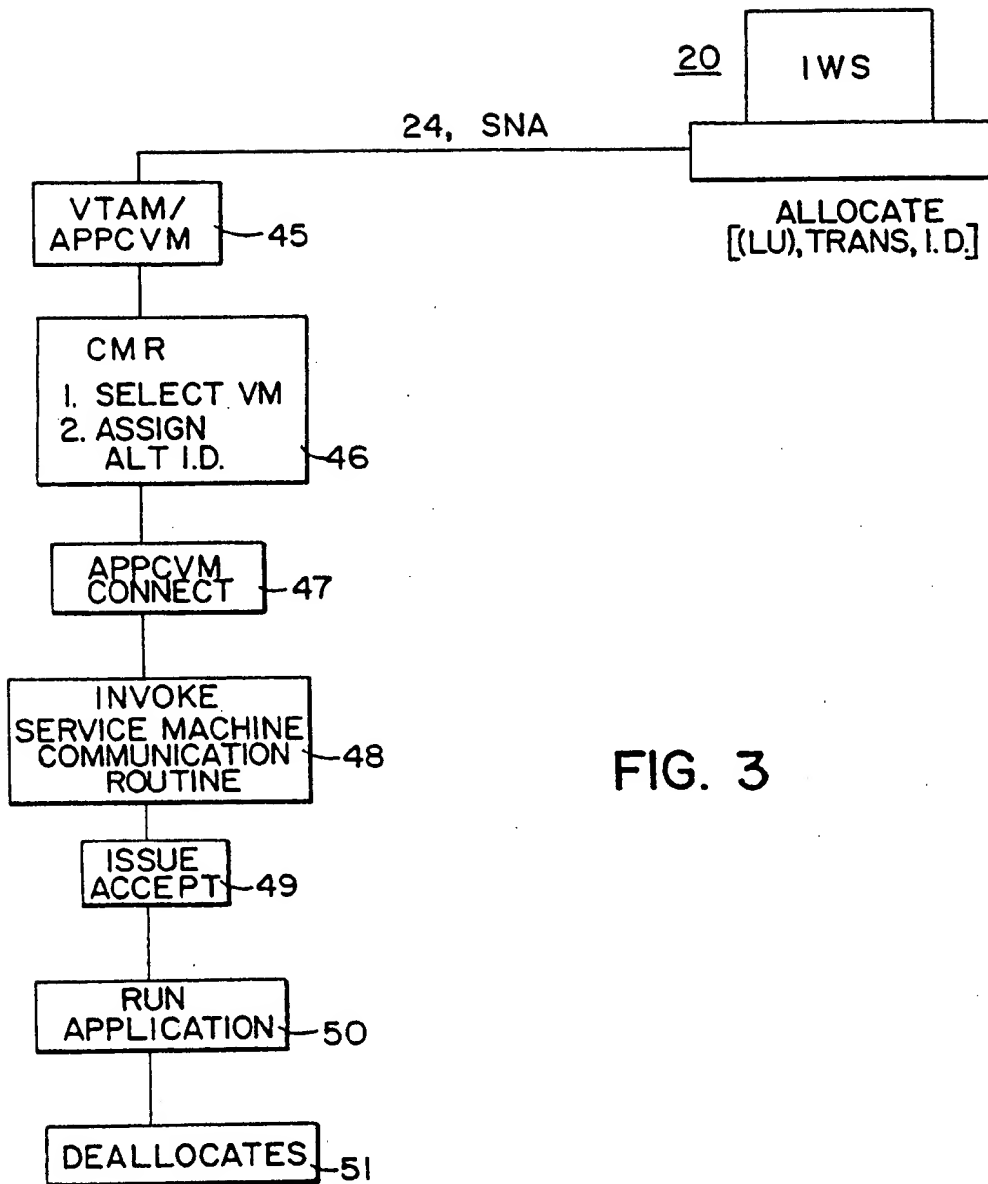 20
IWS
24, SNA
ALLOCATE
[(LU), TRANS, I.D.]
VTAM/
APPCVM
45
CMR
1. SELECT VM
2. ASSIGN
ALT I.D.
46
APPCVM
CONNECT
47
INVOKE
SERVICE MACHINE
COMMUNICATION
ROUTINE
48
FIG. 3
ISSUE
ACCEPT
49
RUN
APPLICATION
50
DEALLOCATES
51